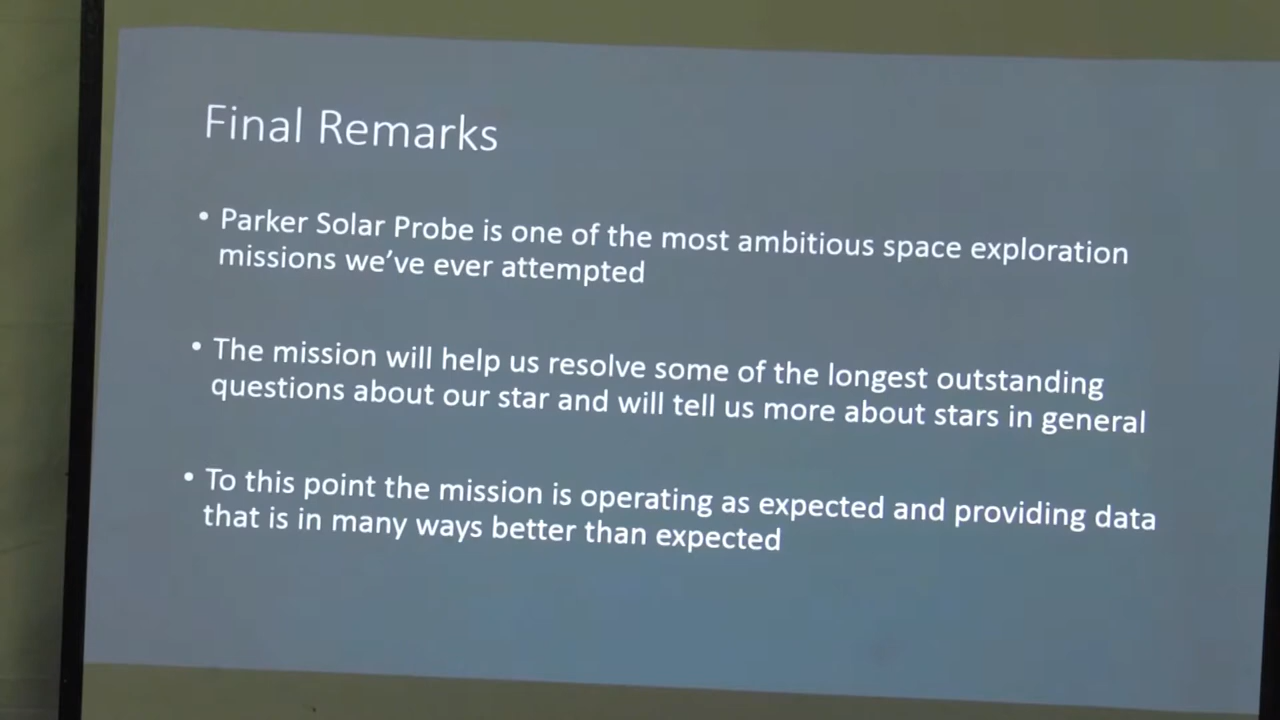 Final Remarks
• Parker Solar Probe is one of the most ambitious space exploration
missions we’ve ever attempted
• The mission will help us resolve some of the longest outstanding
questions about our star and will tell us more about stars in general
• To this point the mission is operating as expected and providing data
that is in many ways better than expected